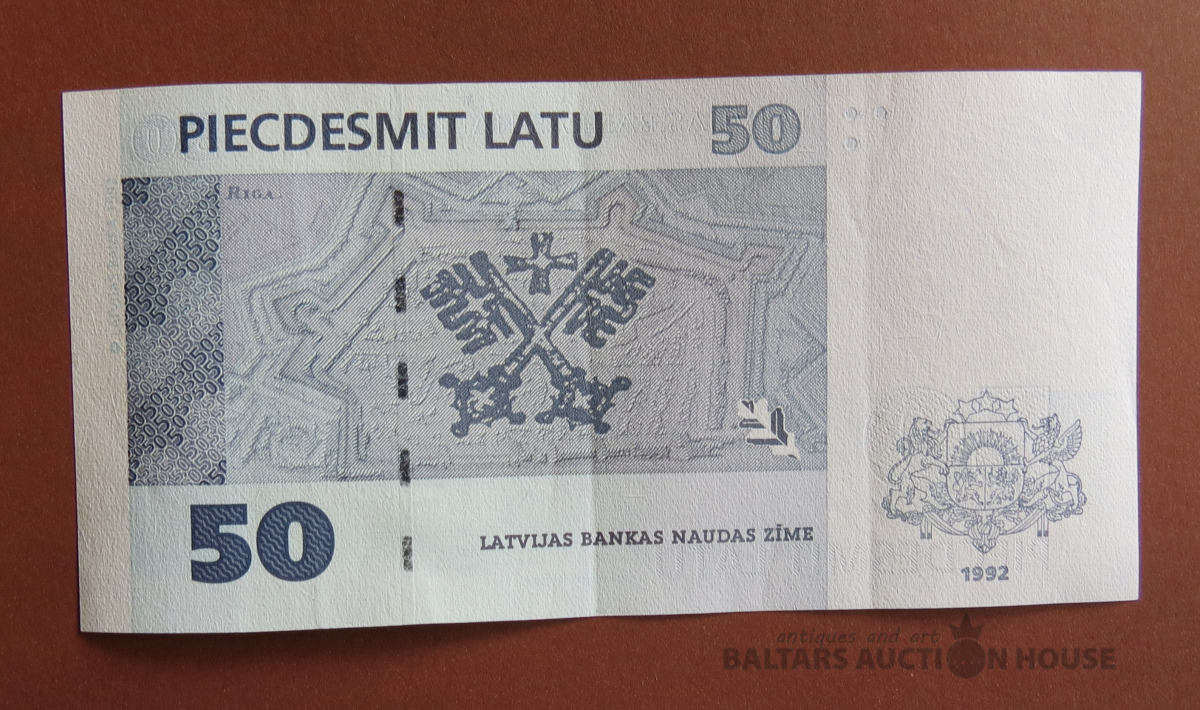 PIECDESMIT LATU 50
RIGA.
50
LATVIJAS BANKAS NAUDAS ZĪME
1992
antiques and art
BALTARS AUCTION HOUSE